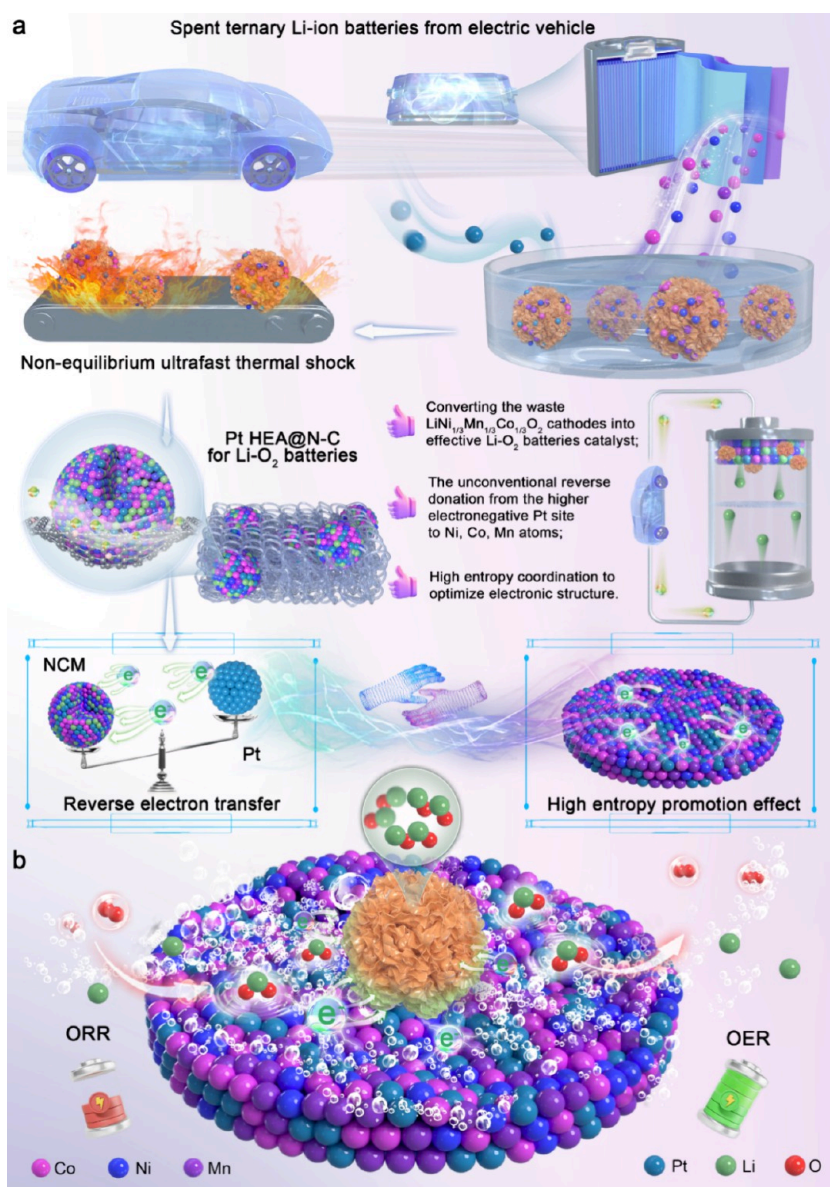 a
Spent ternary Li-ion batteries from electric vehicle
Non-equilibrium ultrafast thermal shock
Pt HEA@N-C
for Li-O₂ batteries
Converting the waste
LiNi₁/₃Mn₁/₃Co₁/₃O₂ cathodes into
effective Li-O₂ batteries catalyst;
The unconventional reverse
donation from the higher
electronegative Pt site
to Ni, Co, Mn atoms;
High entropy coordination to
optimize electronic structure.
NCM
e
e
e
Pt
Reverse electron transfer
e
e
e
e
High entropy promotion effect
b
e
e
e
ORR
OER
Co
Ni
Mn
Pt
Li
O